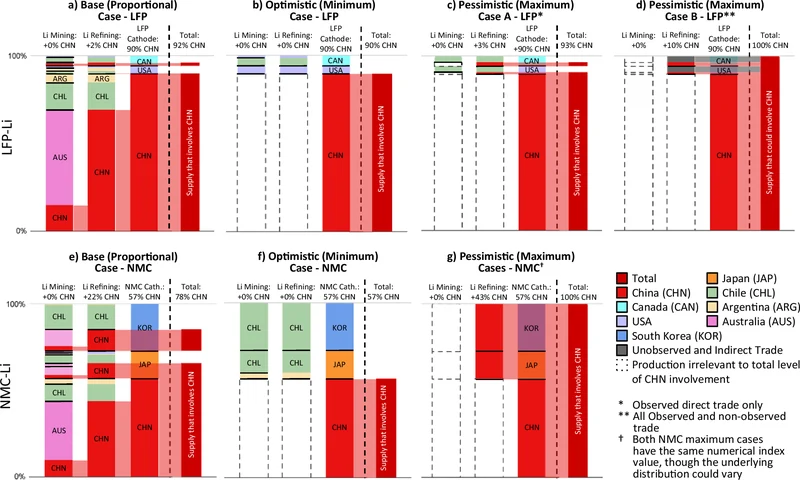 a) Base (Proportional)
Case - LFP
Li Mining:
+0% CHN
Li Refining:
+2% CHN
LFP
Cathode:
90% CHN
Total:
92% CHN
b) Optimistic (Minimum)
Case - LFP
Li Mining:
+0% CHN
Li Refining:
+0% CHN
LFP
Cathode:
90% CHN
Total:
90% CHN
c) Pessimistic (Maximum)
Case A - LFP*
Li Mining:
+0% CHN
Li Refining:
+3% CHN
LFP
Cathode:
+90% CHN
Total:
93% CHN
d) Pessimistic (Maximum)
Case B - LFP**
Li Mining:
+0%
Li Refining:
+10% CHN
LFP
Cathode:
90% CHN
Total:
100% CHN
100%
0%
LFP-Li
ARG
CHL
AUS
CHN
CHL
CHN
CAN
USA
CHN
Supply that involves CHN
CAN
USA
CHN
Supply that involves CHN
CAN
USA
CHN
Supply that involves CHN
CAN
USA
CHN
Supply that could involve CHN
e) Base (Proportional)
Case - NMC
Li Mining:
+0% CHN
Li Refining:
+22% CHN
NMC Cath.:
57% CHN
Total:
78% CHN
f) Optimistic (Minimum)
Case - NMC
Li Mining:
+0% CHN
Li Refining:
+0% CHN
NMC Cath.:
57% CHN
Total:
57% CHN
g) Pessimistic (Maximum)
Cases - NMC†
Li Mining:
+0% CHN
Li Refining:
+43% CHN
NMC Cath.:
57% CHN
Total:
100% CHN
100%
0%
NMC-Li
CHL
CHL
AUS
CHN
CHL
CHN
CHL
CHN
KOR
JAP
CHN
Supply that involves CHN
CHL
CHL
CHL
CHL
KOR
JAP
CHN
Supply that involves CHN
KOR
JAP
CHN
Supply that involves CHN
Total
China (CHN)
Canada (CAN)
USA
South Korea (KOR)
Japan (JAP)
Chile (CHL)
Argentina (ARG)
Australia (AUS)
Unobserved and Indirect Trade
Production irrelevant to total level
of CHN involvement
* Observed direct trade only
** All Observed and non-observed
trade
† Both NMC maximum cases
have the same numerical index
value, though the underlying
distribution could vary